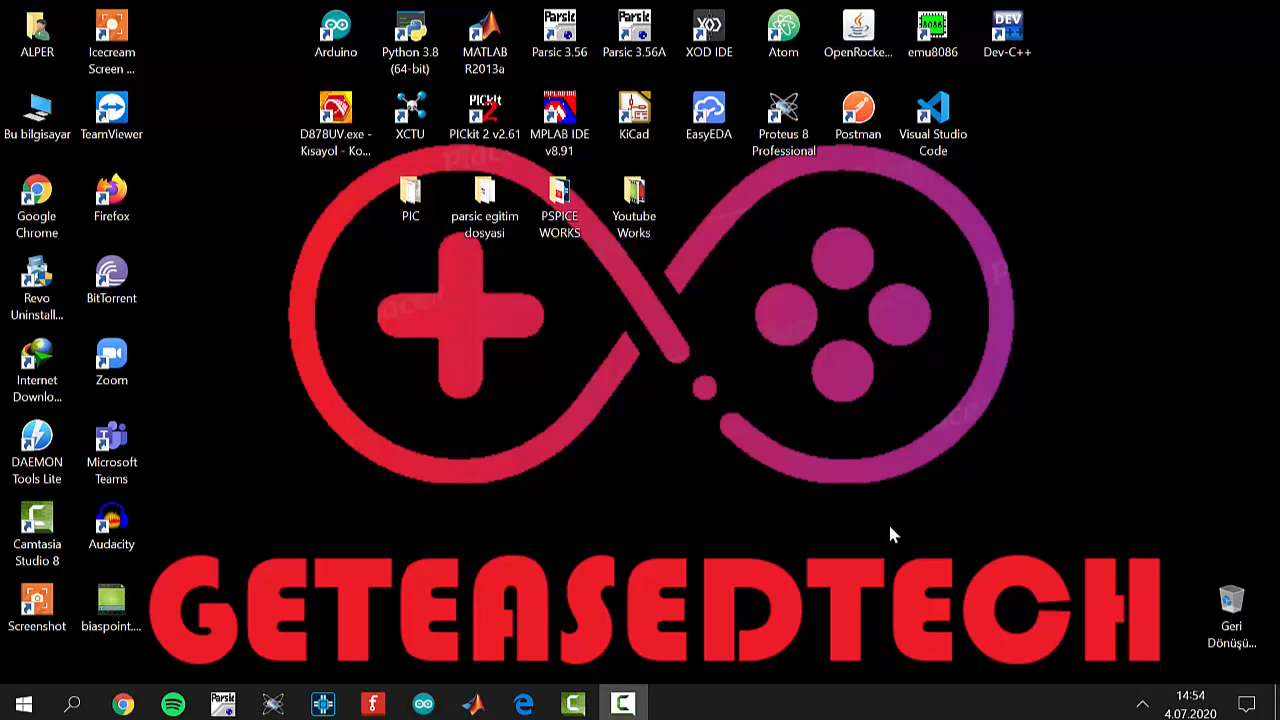 ALPER
Icecream
Screen ...
Arduino
Python 3.8
(64-bit)
MATLAB
R2013a
Parsic 3.56
Parsic 3.56A
XOD IDE
Atom
OpenRocke...
emu8086
Dev-C++
Bu bilgisayar
TeamViewer
D878UV.exe -
Kısayol - Ko...
XCTU
PICkit 2 v2.61
MPLAB IDE
v8.91
KiCad
EasyEDA
Proteus 8
Professional
Postman
Visual Studio
Code
Google
Chrome
Firefox
PIC
parsic egitim
dosyasi
PSPICE
WORKS
Youtube
Works
Revo
Uninstall...
BitTorrent
Internet
Downlo...
Zoom
DAEMON
Tools Lite
Microsoft
Teams
Camtasia
Studio 8
Audacity
Screenshot
biaspoint...
GETEASEDTECH
Geri
Dönüşü...
14:54
4.07.2020